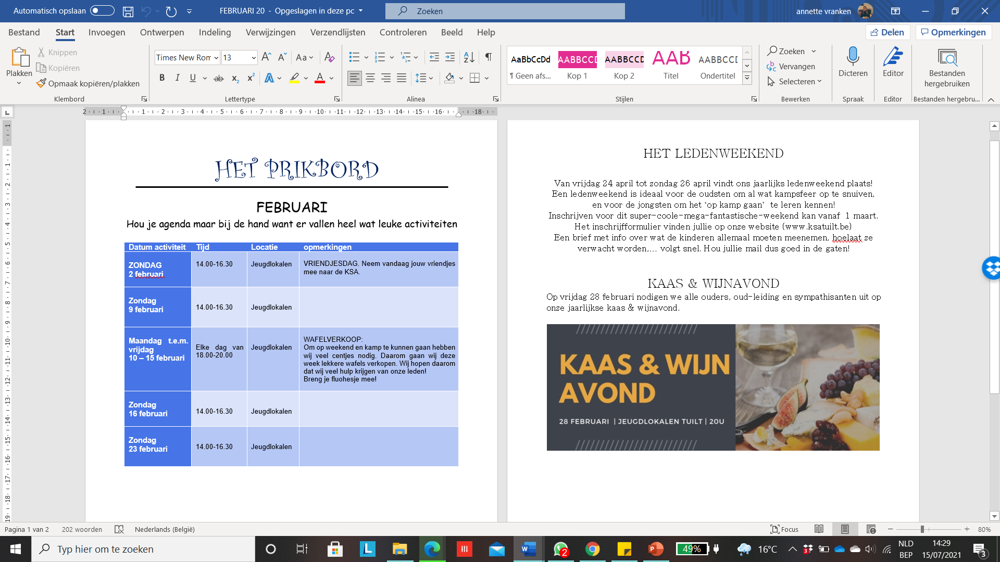 Automatisch opslaan
FEBRUARI 20 - Opgeslagen in deze pc
Zoeken
annette vranken
Bestand Start Invoegen Ontwerpen Indeling Verwijzingen Verzendlijsten Controleren Beeld Help
Delen
Opmerkingen
Plakken
Knippen
Kopiëren
Opmaak kopiëren/plakken
Klembord
Times New Rom 13
Lettertype
Alinea
AaBbCcDd AABBCCD AABBCCD AAB AABBCCDD
¶ Geen afs... Kop 1 Kop 2 Titel Ondertitel
Stijlen
Zoeken
Vervangen
Selecteren
Bewerken
Dicteren
Spraak
Editor
Editor
Bestanden hergebruiken
Bestanden hergebru...
HET PRIKBORD
FEBRUARI
Hou je agenda maar bij de hand want er vallen heel wat leuke activiteiten
Datum activiteit Tijd Locatie opmerkingen
ZONDAG
2 februari
14.00-16.30
Jeugdlokalen
VRIENDJESDAG. Neem vandaag jouw vriendjes
mee naar de KSA.
Zondag
9 februari
14.00-16.30
Jeugdlokalen
Maandag t.e.m.
vrijdag
10 – 15 februari
Elke dag van
18.00-20.00
Jeugdlokalen
WAFELVERKOOP:
Om op weekend en kamp te kunnen gaan hebben
wij veel centjes nodig. Daarom gaan wij deze
week lekkere wafels verkopen. Wij hopen daarom
dat wij veel hulp krijgen van onze leden!
Breng je fluohesje mee!
Zondag
16 februari
14.00-16.30
Jeugdlokalen
Zondag
23 februari
14.00-16.30
Jeugdlokalen
HET LEDENWEEKEND
Van vrijdag 24 april tot zondag 26 april vindt ons jaarlijks ledenweekend plaats!
Een ledenweekend is ideaal voor de oudsten om al wat kampsfeer op te snuiven,
en voor de jongsten om het ‘op kamp gaan’ te leren kennen!
Inschrijven voor dit super-coole-mega-fantastische-weekend kan vanaf 1 maart.
Het inschrijfformulier vinden jullie op onze website (www.ksatuilt.be)
Een brief met info over wat de kinderen allemaal moeten meenemen, hoelaat ze
verwacht worden,... volgt snel. Hou jullie mail dus goed in de gaten!
KAAS & WIJNAVOND
Op vrijdag 28 februari nodigen we alle ouders, oud-leiding en sympathisanten uit op
onze jaarlijkse kaas & wijnavond.
KAAS & WIJN
AVOND
28 FEBRUARI | JEUGDLOKALEN TUILT | 20U
Pagina 1 van 2 202 woorden Nederlands (België)
Focus
80%
Typ hier om te zoeken
49%
16°C
NLD
BEP
14:29
15/07/2021